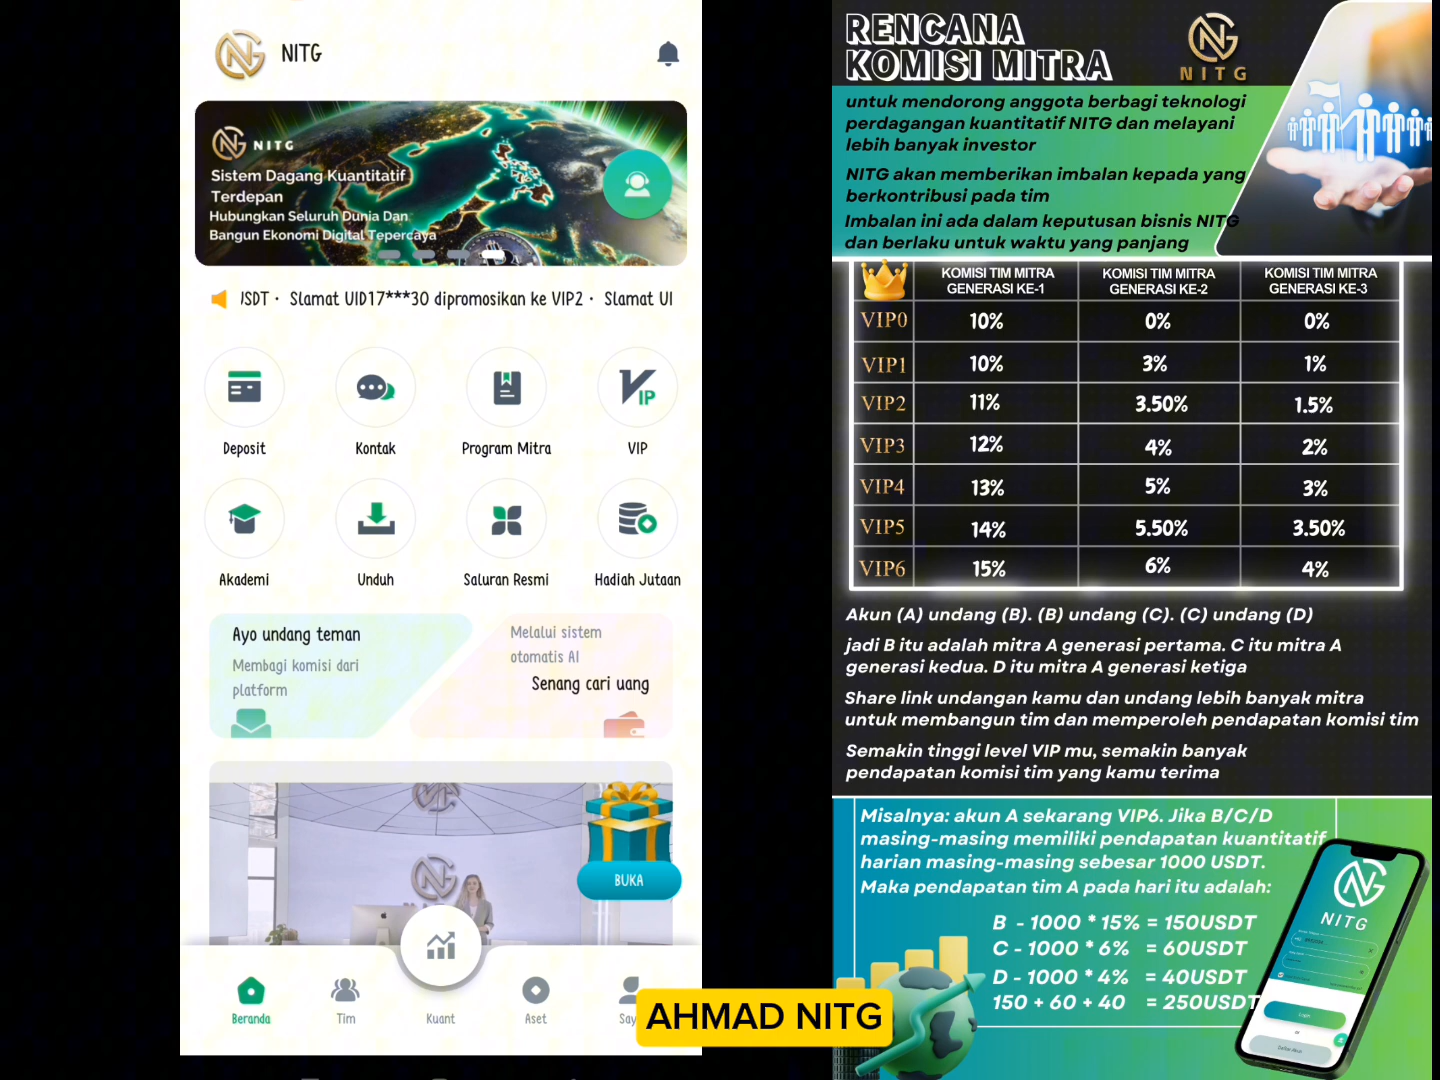 NITG
NITG
Sistem Dagang Kuantitatif
Terdepan
Hubungkan Seluruh Dunia Dan
Bangun Ekonomi Digital Tepercaya
JSDT · Slamat UID17***30 dipromosikan ke VIP2 · Slamat UI
Deposit Kontak Program Mitra VIP
Akademi Unduh Saluran Resmi Hadiah Jutaan
Ayo undang teman
Membagi komisi dari
platform
Melalui sistem
otomatis AI
Senang cari uang
BUKA
Beranda Tim Kuant Aset Say
AHMAD NITG
RENCANA
KOMISI MITRA
NITG
untuk mendorong anggota berbagi teknologi
perdagangan kuantitatif NITG dan melayani
lebih banyak investor
NITG akan memberikan imbalan kepada yang
berkontribusi pada tim
Imbalan ini ada dalam keputusan bisnis NITG
dan berlaku untuk waktu yang panjang
KOMISI TIM MITRA GENERASI KE-1 KOMISI TIM MITRA GENERASI KE-2 KOMISI TIM MITRA GENERASI KE-3
VIP0 10% 0% 0%
VIP1 10% 3% 1%
VIP2 11% 3.50% 1.5%
VIP3 12% 4% 2%
VIP4 13% 5% 3%
VIP5 14% 5.50% 3.50%
VIP6 15% 6% 4%
Akun (A) undang (B). (B) undang (C). (C) undang (D)
jadi B itu adalah mitra A generasi pertama. C itu mitra A
generasi kedua. D itu mitra A generasi ketiga
Share link undangan kamu dan undang lebih banyak mitra
untuk membangun tim dan memperoleh pendapatan komisi tim
Semakin tinggi level VIP mu, semakin banyak
pendapatan komisi tim yang kamu terima
Misalnya: akun A sekarang VIP6. Jika B/C/D
masing-masing memiliki pendapatan kuantitatif
harian masing-masing sebesar 1000 USDT.
Maka pendapatan tim A pada hari itu adalah:
B - 1000 * 15% = 150USDT
C - 1000 * 6% = 60USDT
D - 1000 * 4% = 40USDT
150 + 60 + 40 = 250USDT
NITG
Login